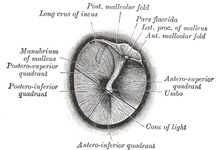 Post. malleolar fold
Long crus of incus
Pars flaccida
Lat. proc. of malleus
Ant. malleolar fold
Manubrium
of malleus
Postero-superior
quadrant
Postero-inferior
quadrant
Antero-superior
quadrant
Umbo
Cone of light
Antero-inferior quadrant